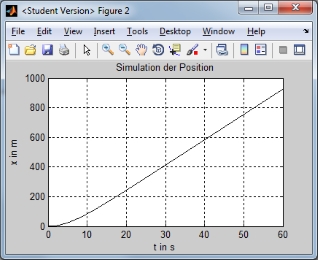 <Student Version> Figure 2
File Edit View Insert Tools Desktop Window Help
Simulation der Position
1000
800
600
400
200
0
x in m
0 10 20 30 40 50 60
t in s